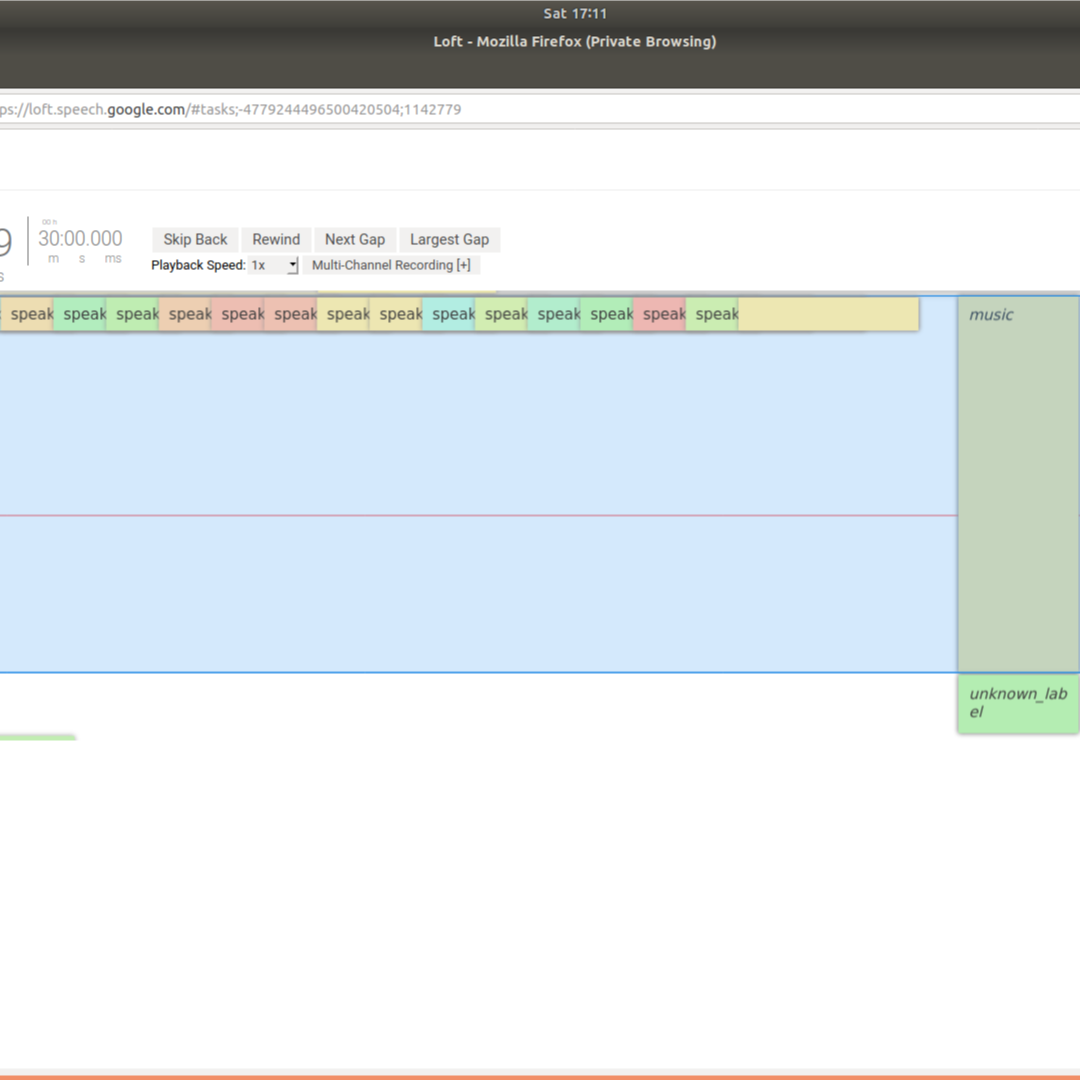 Sat 17:11
Loft - Mozilla Firefox (Private Browsing)
ps://loft.speech.google.com/#tasks;-4779244496500420504;1142779
9
30:00.000
m s ms
s
Skip Back Rewind Next Gap Largest Gap
Playback Speed: 1x Multi-Channel Recording [+]
speak speak speak speak speak speak speak speak speak speak speak speak speak speak
music
unknown_lab
el